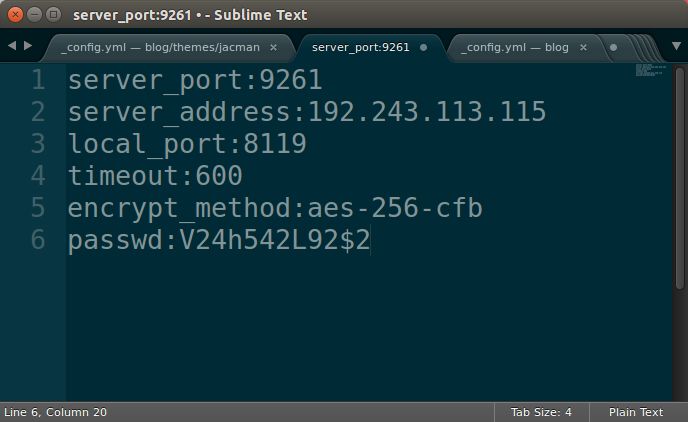 server_port:9261 • - Sublime Text
_config.yml — blog/themes/jacman × server_port:9261 _config.yml — blog ×
1 server_port:9261
2 server_address:192.243.113.115
3 local_port:8119
4 timeout:600
5 encrypt_method:aes-256-cfb
6 passwd:V24h542L92$2
Line 6, Column 20 Tab Size: 4 Plain Text